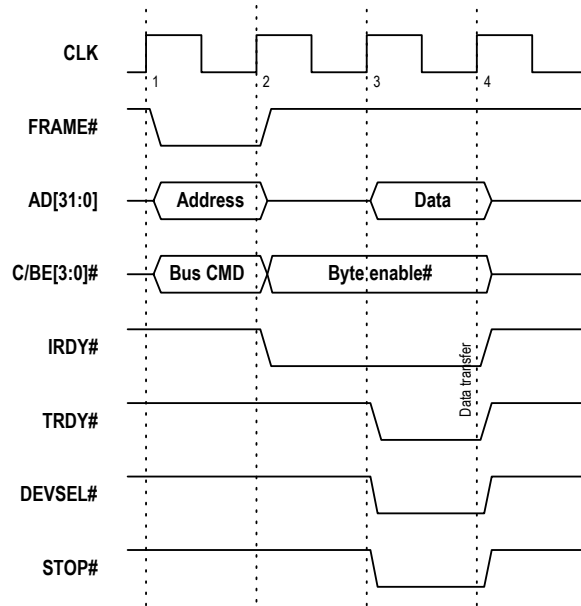 CLK
1
2
3
4
FRAME#
AD[31:0]
Address
Data
C/BE[3:0]#
Bus CMD
Byte enable#
IRDY#
Data transfer
TRDY#
DEVSEL#
STOP#